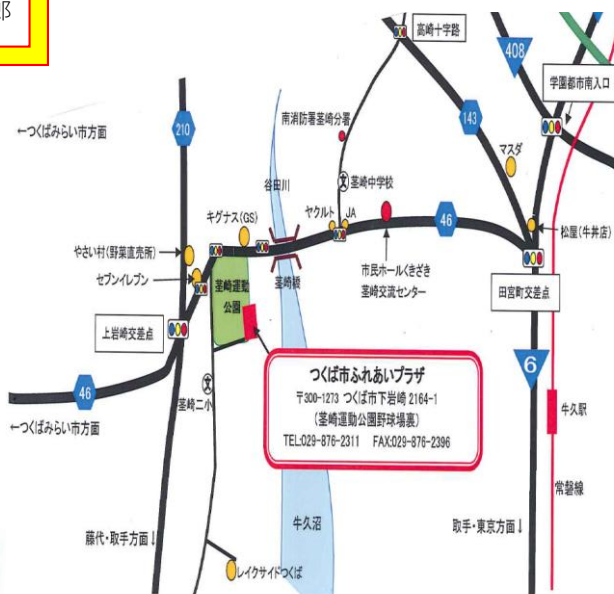 郎
高崎十字路
408
学園都市南入口
←つくばみらい市方面
210
南消防署茎崎分署
143
マスダ
谷田川
文
茎崎中学校
キグナス(GS)
ヤクルト
JA
46
松屋(牛丼店)
やさい村(野菜直売所)
セブンイレブン
茎崎運動
公園
茎崎橋
市民ホールくきざき
茎崎交流センター
田宮町交差点
上岩崎交差点
6
つくば市ふれあいプラザ
〒300-1273 つくば市下岩崎 2164-1
(茎崎運動公園野球場裏)
TEL:029-876-2311 FAX:029-876-2396
46
文
茎崎二小
牛久駅
←つくばみらい市方面
常磐線
牛久沼
藤代・取手方面↓
取手・東京方面↓
レイクサイドつくば